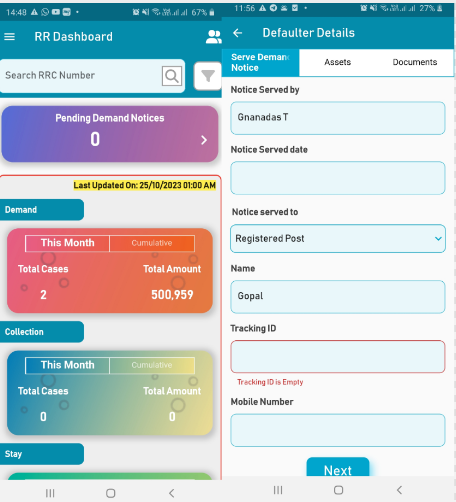 14:48
67%
RR Dashboard
Search RRC Number
Pending Demand Notices
0
Last Updated On: 25/10/2023 01:00 AM
Demand
This Month Cumulative
Total Cases Total Amount
2 500,959
Collection
This Month Cumulative
Total Cases Total Amount
0 0
Stay
11:56
27%
Defaulter Details
Serve Deman
Notice
Assets
Documents
Notice Served by
Gnanadas T
Notice Served date
Notice served to
Registered Post
Name
Gopal
Tracking ID
Tracking ID is Empty
Mobile Number
Next